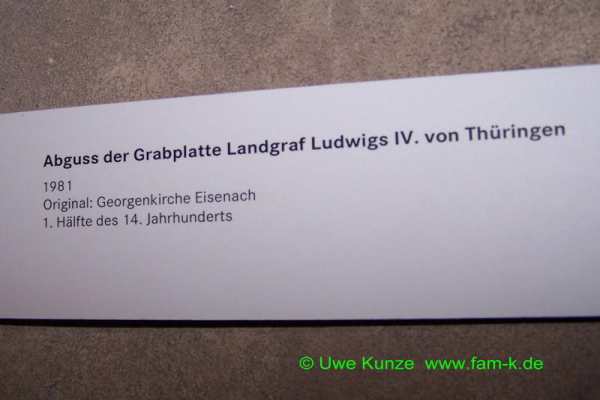 Abguss der Grabplatte Landgraf Ludwigs IV. von Thüringen
1981
Original: Georgenkirche Eisenach
1. Hälfte des 14. Jahrhunderts
© Uwe Kunze www.fam-k.de